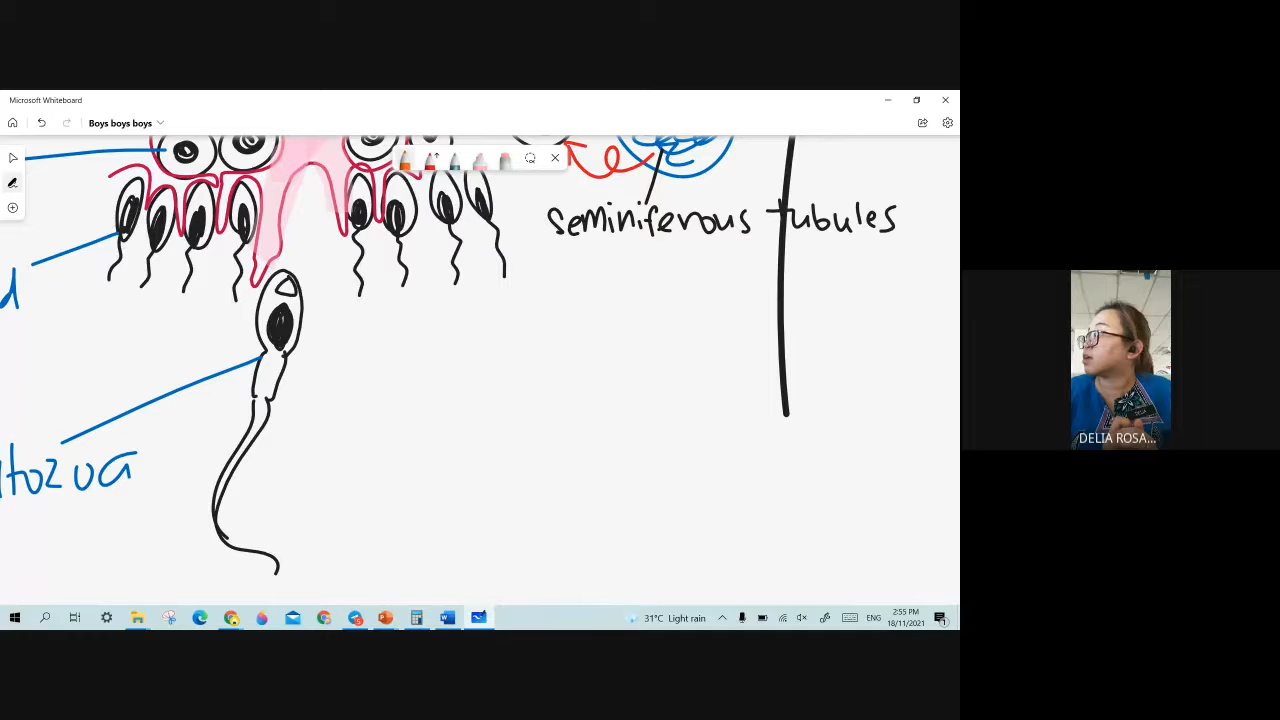 Microsoft Whiteboard
Boys boys boys
seminiferous tubules
d
tozoa
DELIA
DELIA ROSA...
31°C Light rain
ENG
2:55 PM
18/11/2021